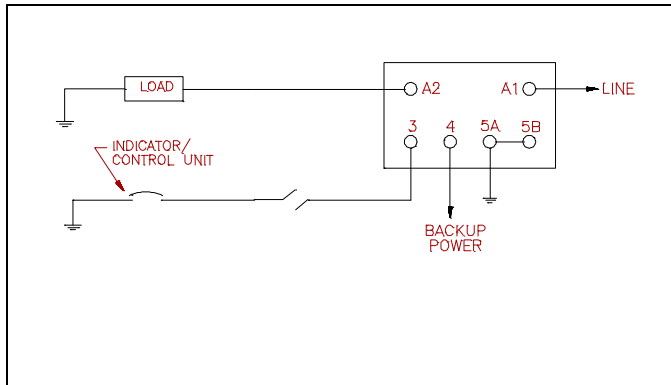 LOAD
A2
A1
LINE
3
4
5A
5B
INDICATOR/
CONTROL UNIT
BACKUP
POWER